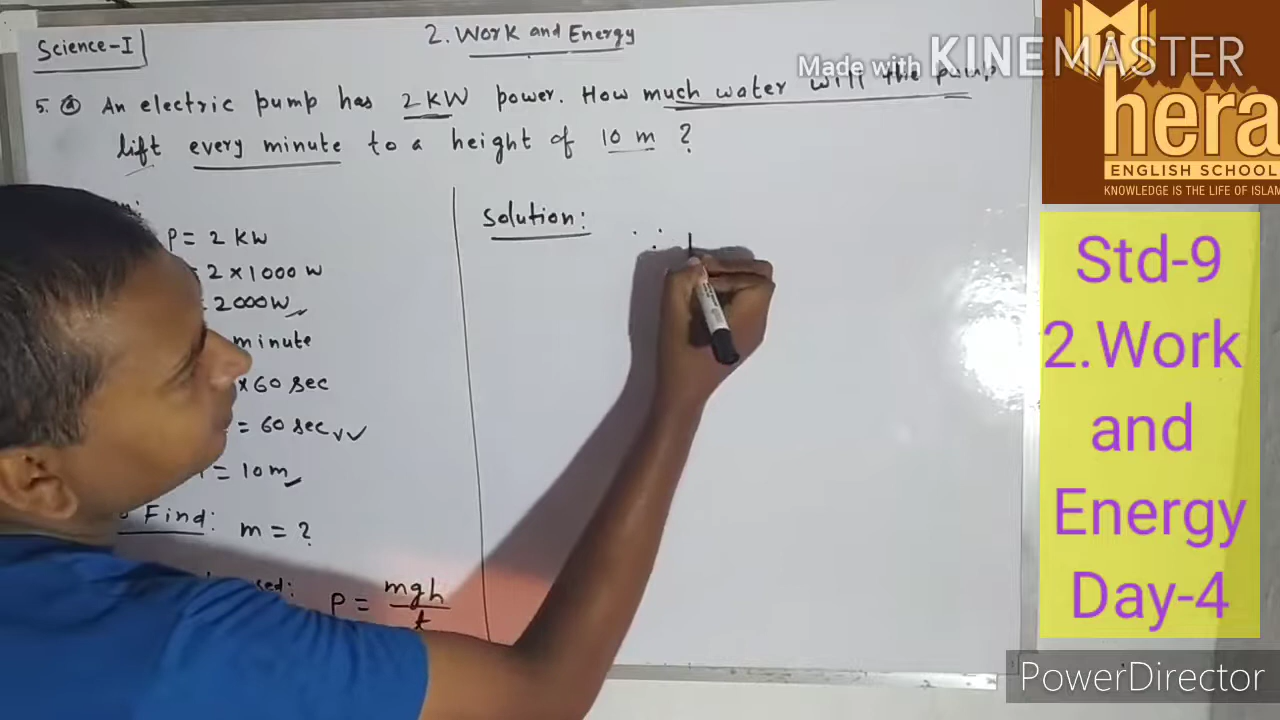 Science-I
2. Work and Energy
5. ⓐ An electric pump has 2 KW power. How much water will the pump
lift every minute to a height of 10 m ?
P = 2 KW
2 × 1000 W
2000 W
minute
× 60 sec
= 60 sec
= 10 m
Find: m = ?
P = mgh
t
Solution:
Made with KINEMASTER
hera
ENGLISH SCHOOL
KNOWLEDGE IS THE LIFE OF ISLAM
Std-9
2.Work
and
Energy
Day-4
PowerDirector